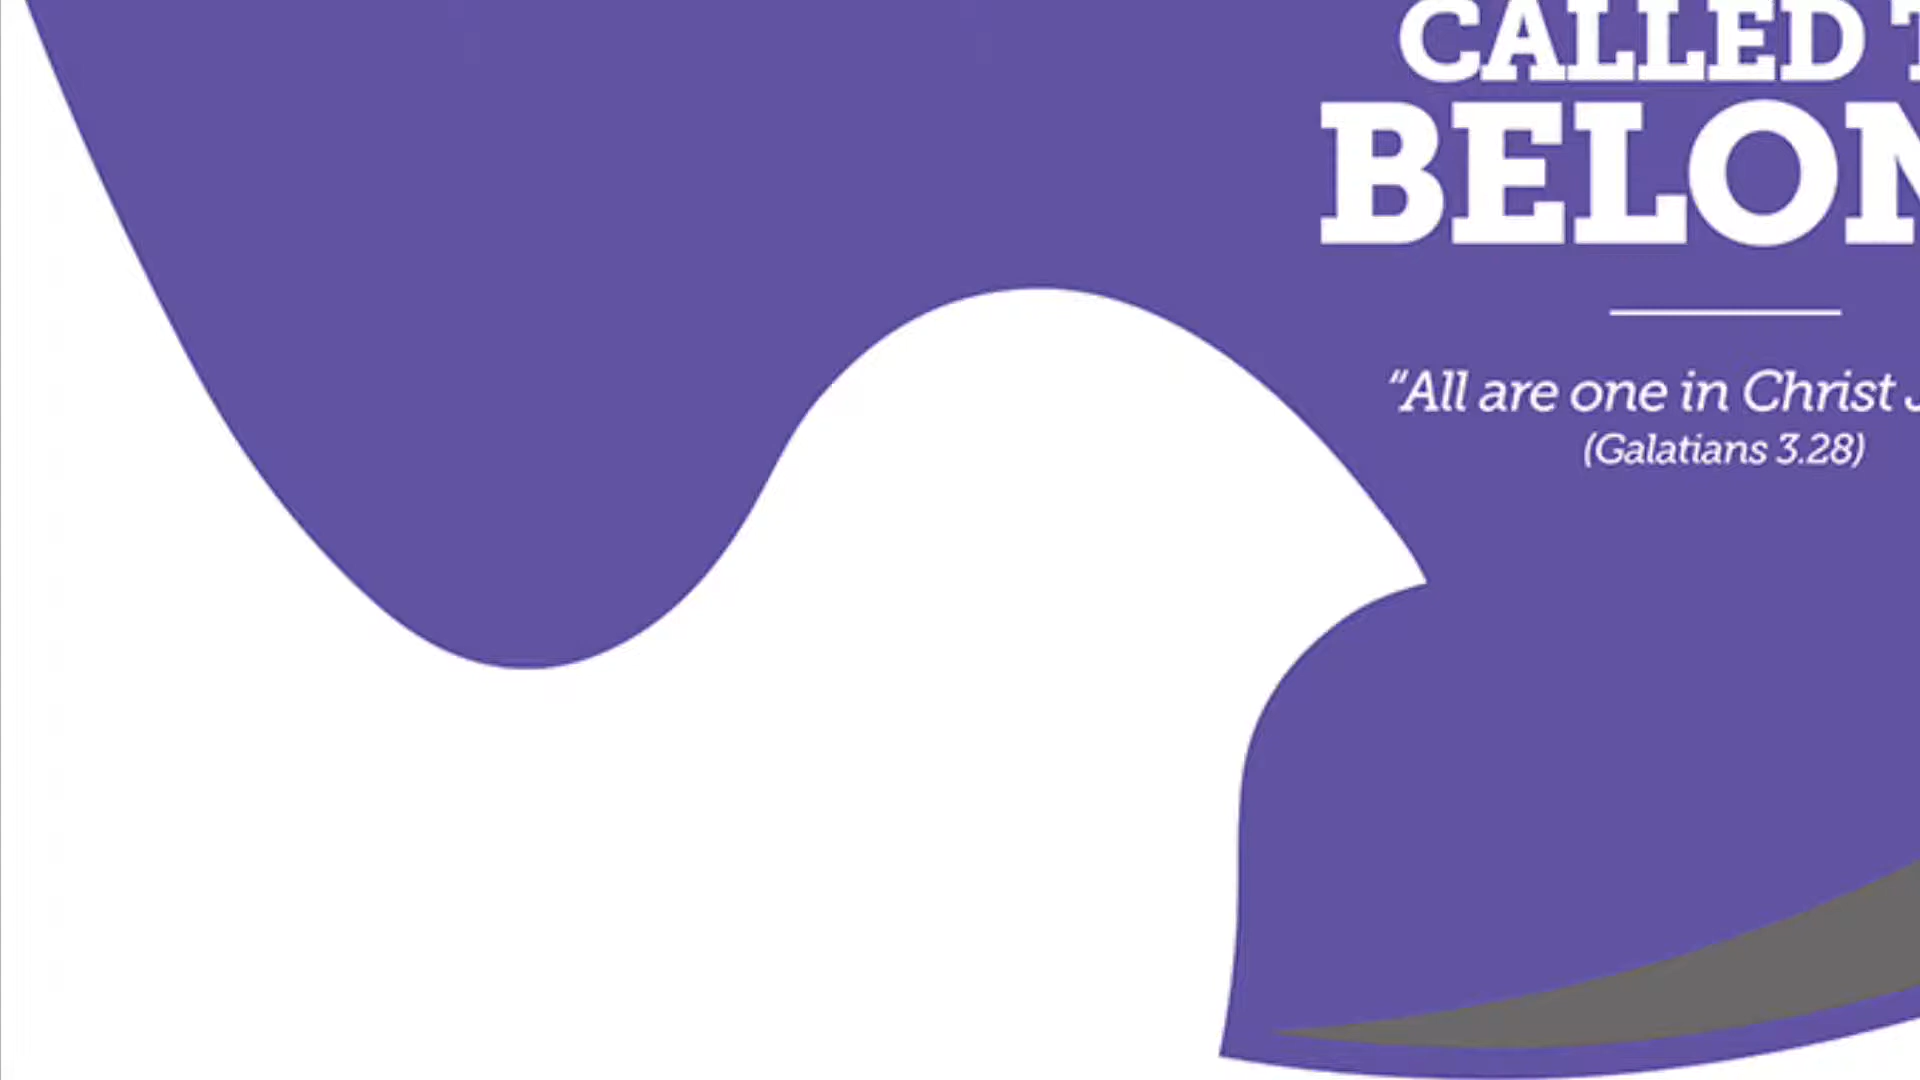 CALLED T
BELON
“All are one in Christ J
(Galatians 3.28)